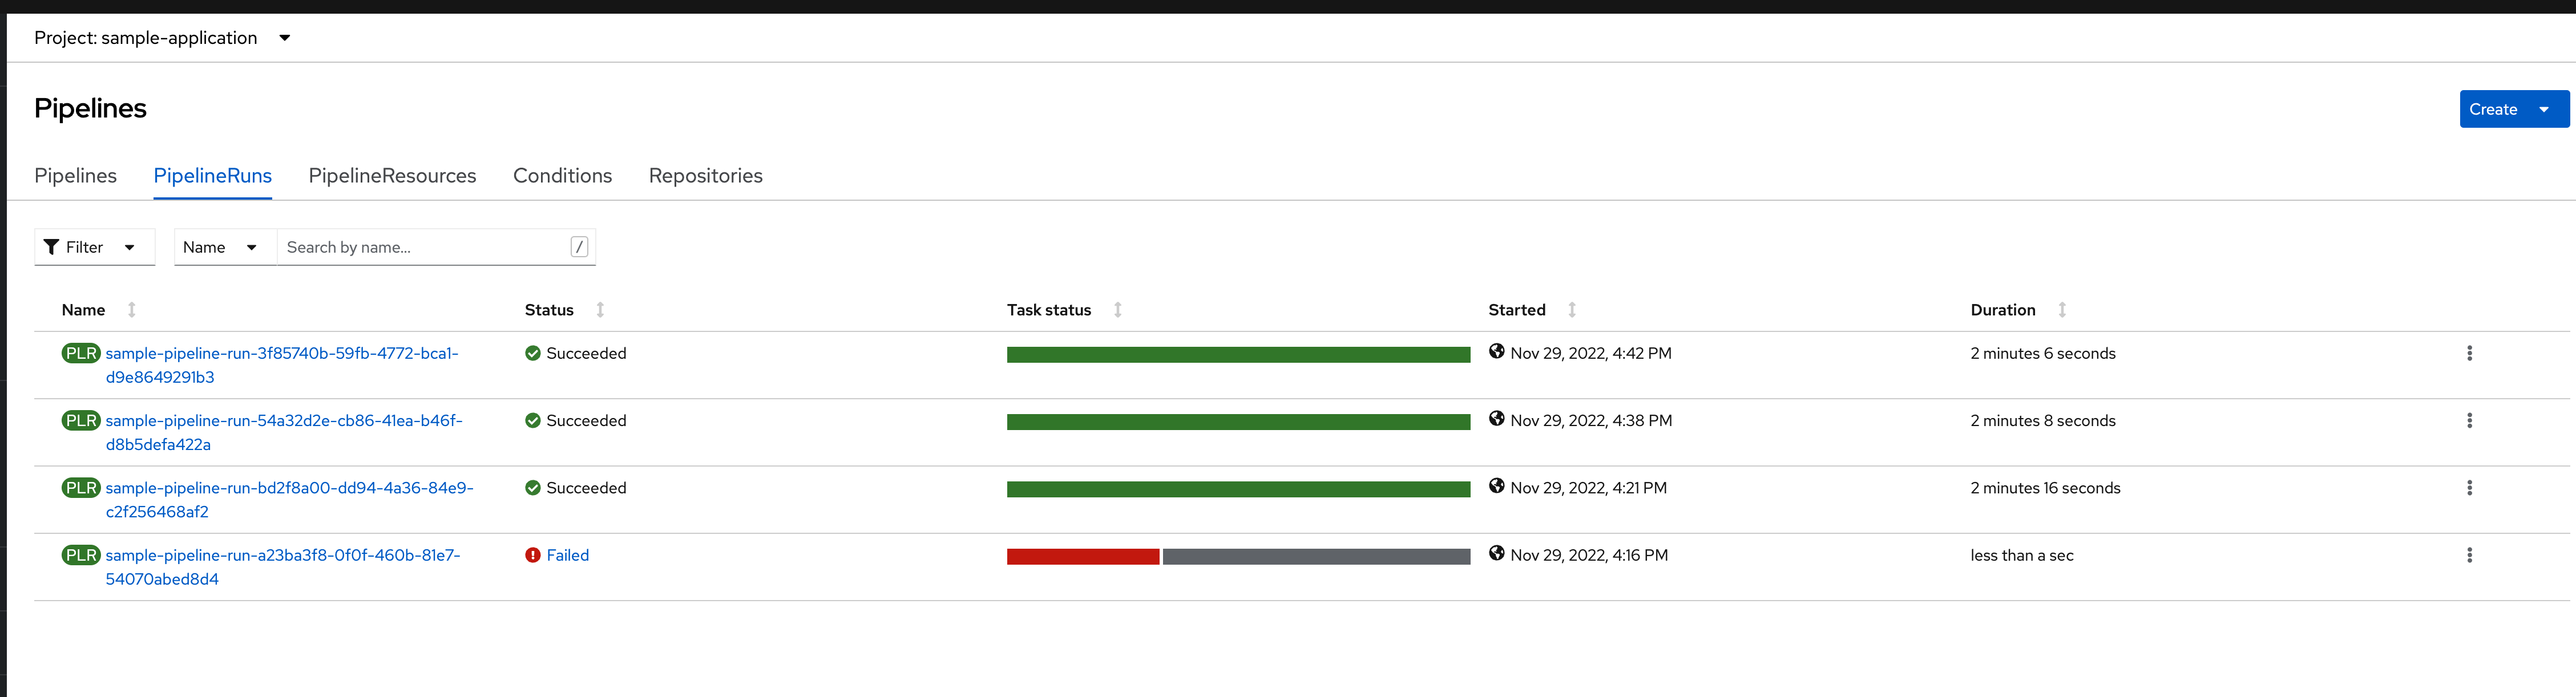 Project: sample-application
Pipelines
Create
Pipelines PipelineRuns PipelineResources Conditions Repositories
Filter Name Search by name... /
Name Status Task status Started Duration
PLR sample-pipeline-run-3f85740b-59fb-4772-bca1- Succeeded Nov 29, 2022, 4:42 PM 2 minutes 6 seconds
d9e8649291b3
PLR sample-pipeline-run-54a32d2e-cb86-41ea-b46f- Succeeded Nov 29, 2022, 4:38 PM 2 minutes 8 seconds
d8b5defa422a
PLR sample-pipeline-run-bd2f8a00-dd94-4a36-84e9- Succeeded Nov 29, 2022, 4:21 PM 2 minutes 16 seconds
c2f256468af2
PLR sample-pipeline-run-a23ba3f8-0f0f-460b-81e7- Failed Nov 29, 2022, 4:16 PM less than a sec
54070abed8d4